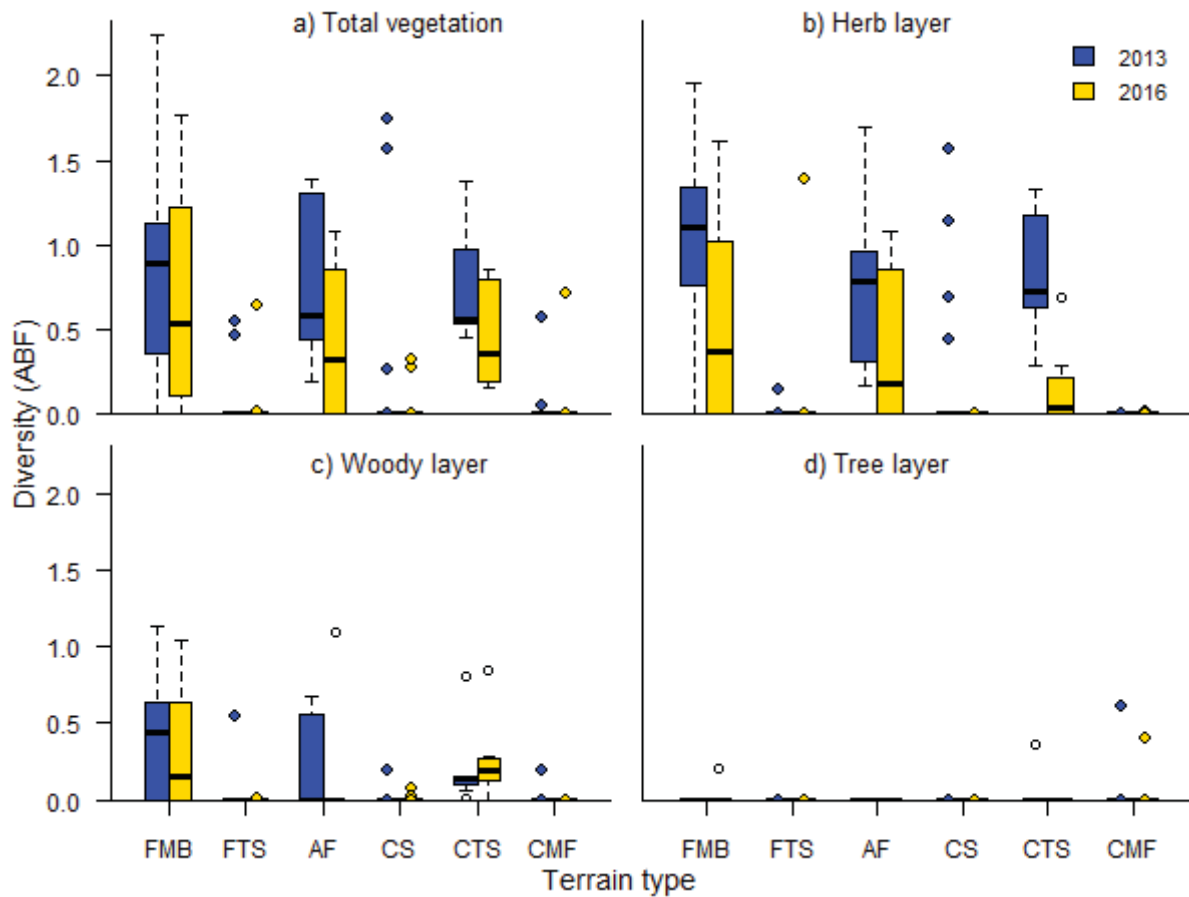 a) Total vegetation
b) Herb layer
2013
2016
2.0
1.5
1.0
0.5
0.0
Diversity (ABF)
c) Woody layer
d) Tree layer
2.0
1.5
1.0
0.5
0.0
FMB FTS AF CS CTS CMF
FMB FTS AF CS CTS CMF
Terrain type